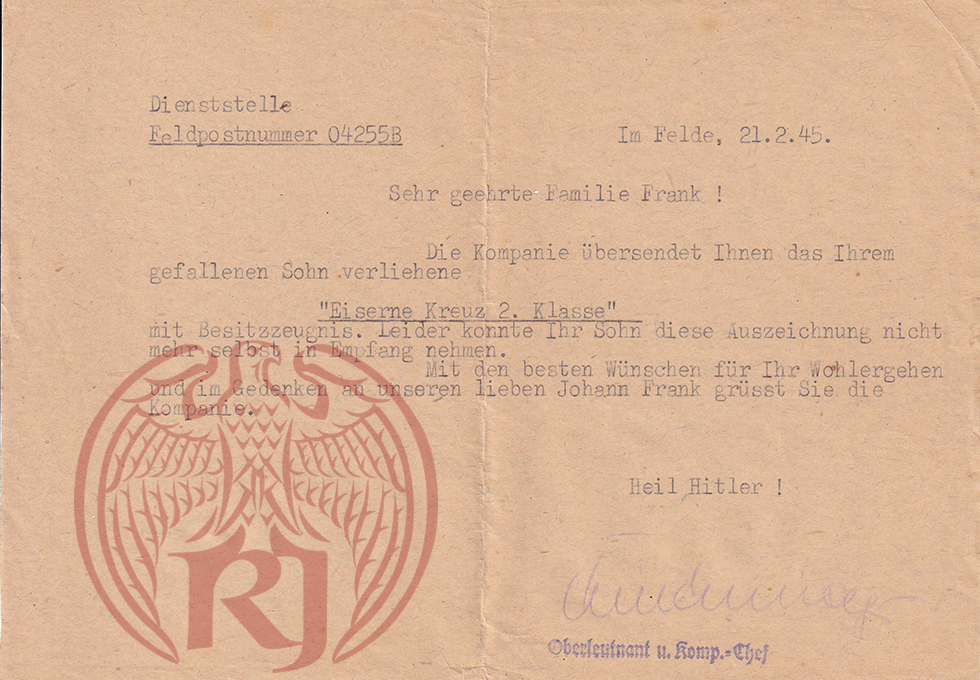 Dienststelle
Feldpostnummer 04255B
Im Felde, 21.2.45.
Sehr geehrte Familie Frank !
Die Kompanie übersendet Ihnen das Ihrem
gefallenen Sohn verliehene
"Eiserne Kreuz 2. Klasse"
mit Besitzzeugnis. Leider konnte Ihr Sohn diese Auszeichnung nicht
mehr selbst in Empfang nehmen.
Mit den besten Wünschen für Ihr Wohlergehen
und im Gedenken an unseren lieben Johann Frank grüsst Sie die
Kompanie.
Heil Hitler !
Oberleutnant u. Komp.-Chef
RJ